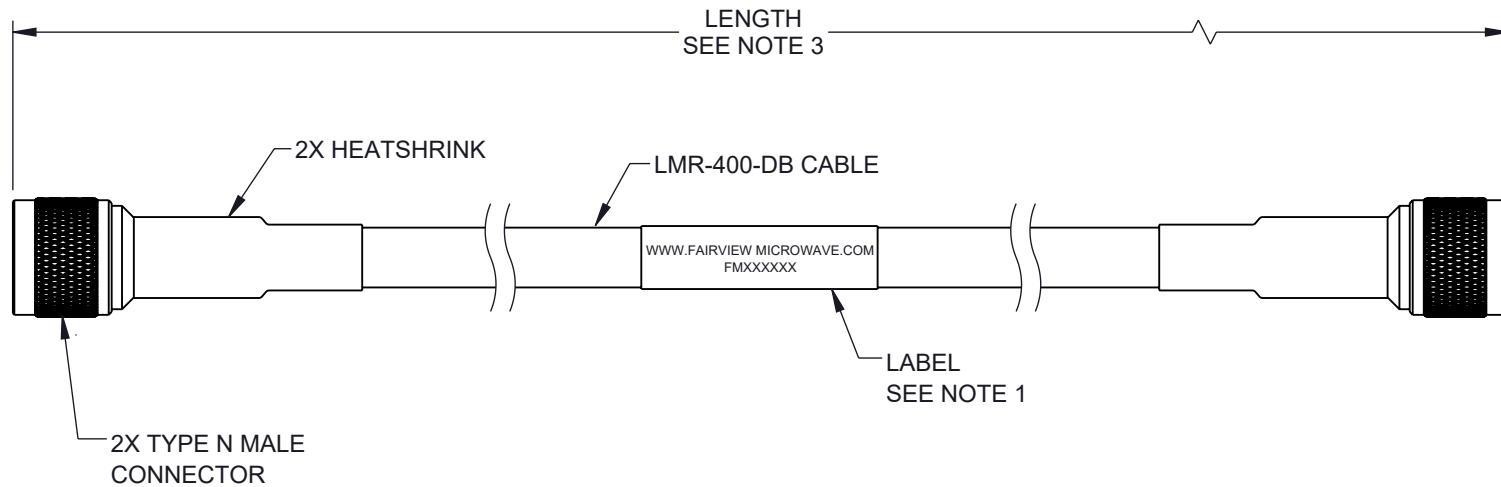 LENGTH
SEE NOTE 3
2X HEATSHRINK
LMR-400-DB CABLE
WWW.FAIRVIEW MICROWAVE.COM
FMXXXXXX
LABEL
SEE NOTE 1
2X TYPE N MALE
CONNECTOR